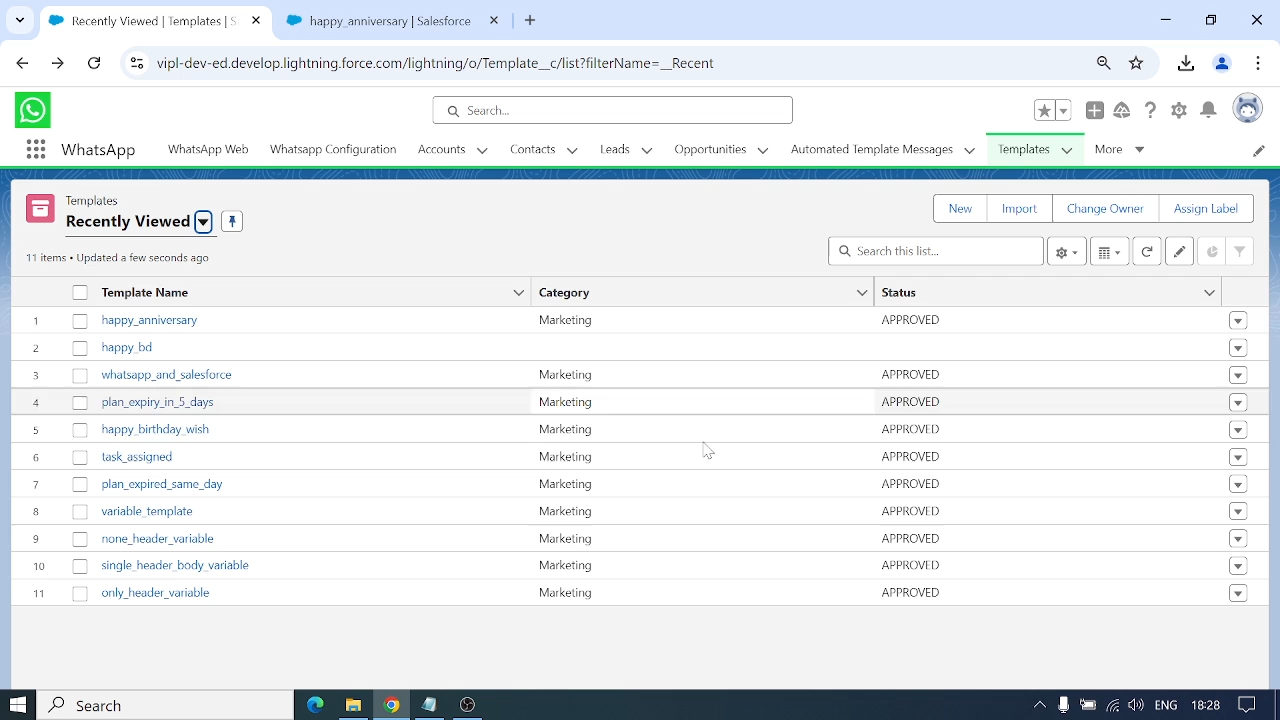 Recently Viewed | Templates | S
happy_anniversary | Salesforce
vipl-dev-ed.develop.lightning.force.com/lightning/o/Template__c/list?filterName=__Recent
Search...
WhatsApp
WhatsApp Web
Whatsapp Configuration
Accounts
Contacts
Leads
Opportunities
Automated Template Messages
Templates
More
Templates
Recently Viewed
New
Import
Change Owner
Assign Label
11 items • Updated a few seconds ago
Search this list...
Template Name Category Status
1 happy_anniversary Marketing APPROVED
2 happy_bd
3 whatsapp_and_salesforce Marketing APPROVED
4 plan_expiry_in_5_days Marketing APPROVED
5 happy_birthday_wish Marketing APPROVED
6 task_assigned Marketing APPROVED
7 plan_expired_same_day Marketing APPROVED
8 variable_template Marketing APPROVED
9 none_header_variable Marketing APPROVED
10 single_header_body_variable Marketing APPROVED
11 only_header_variable Marketing APPROVED
Search
ENG
18:28